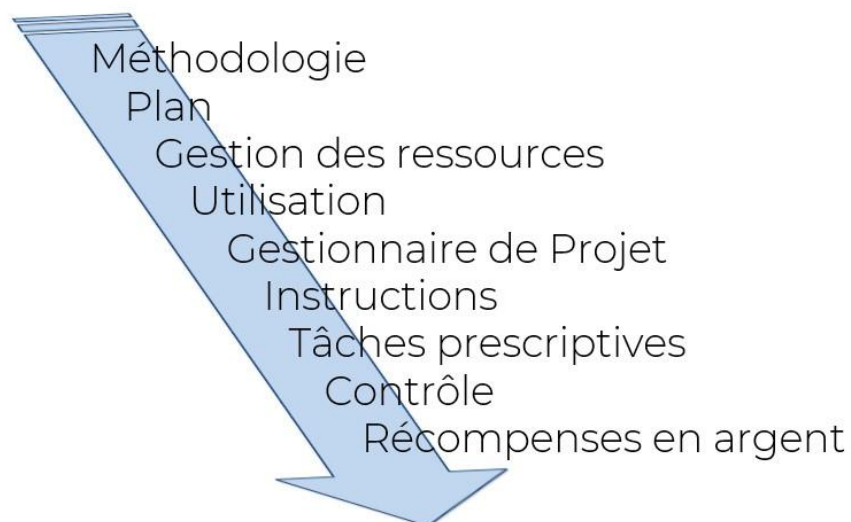 Méthodologie
Plan
Gestion des ressources
Utilisation
Gestionnaire de Projet
Instructions
Tâches prescriptives
Contrôle
Récompenses en argent